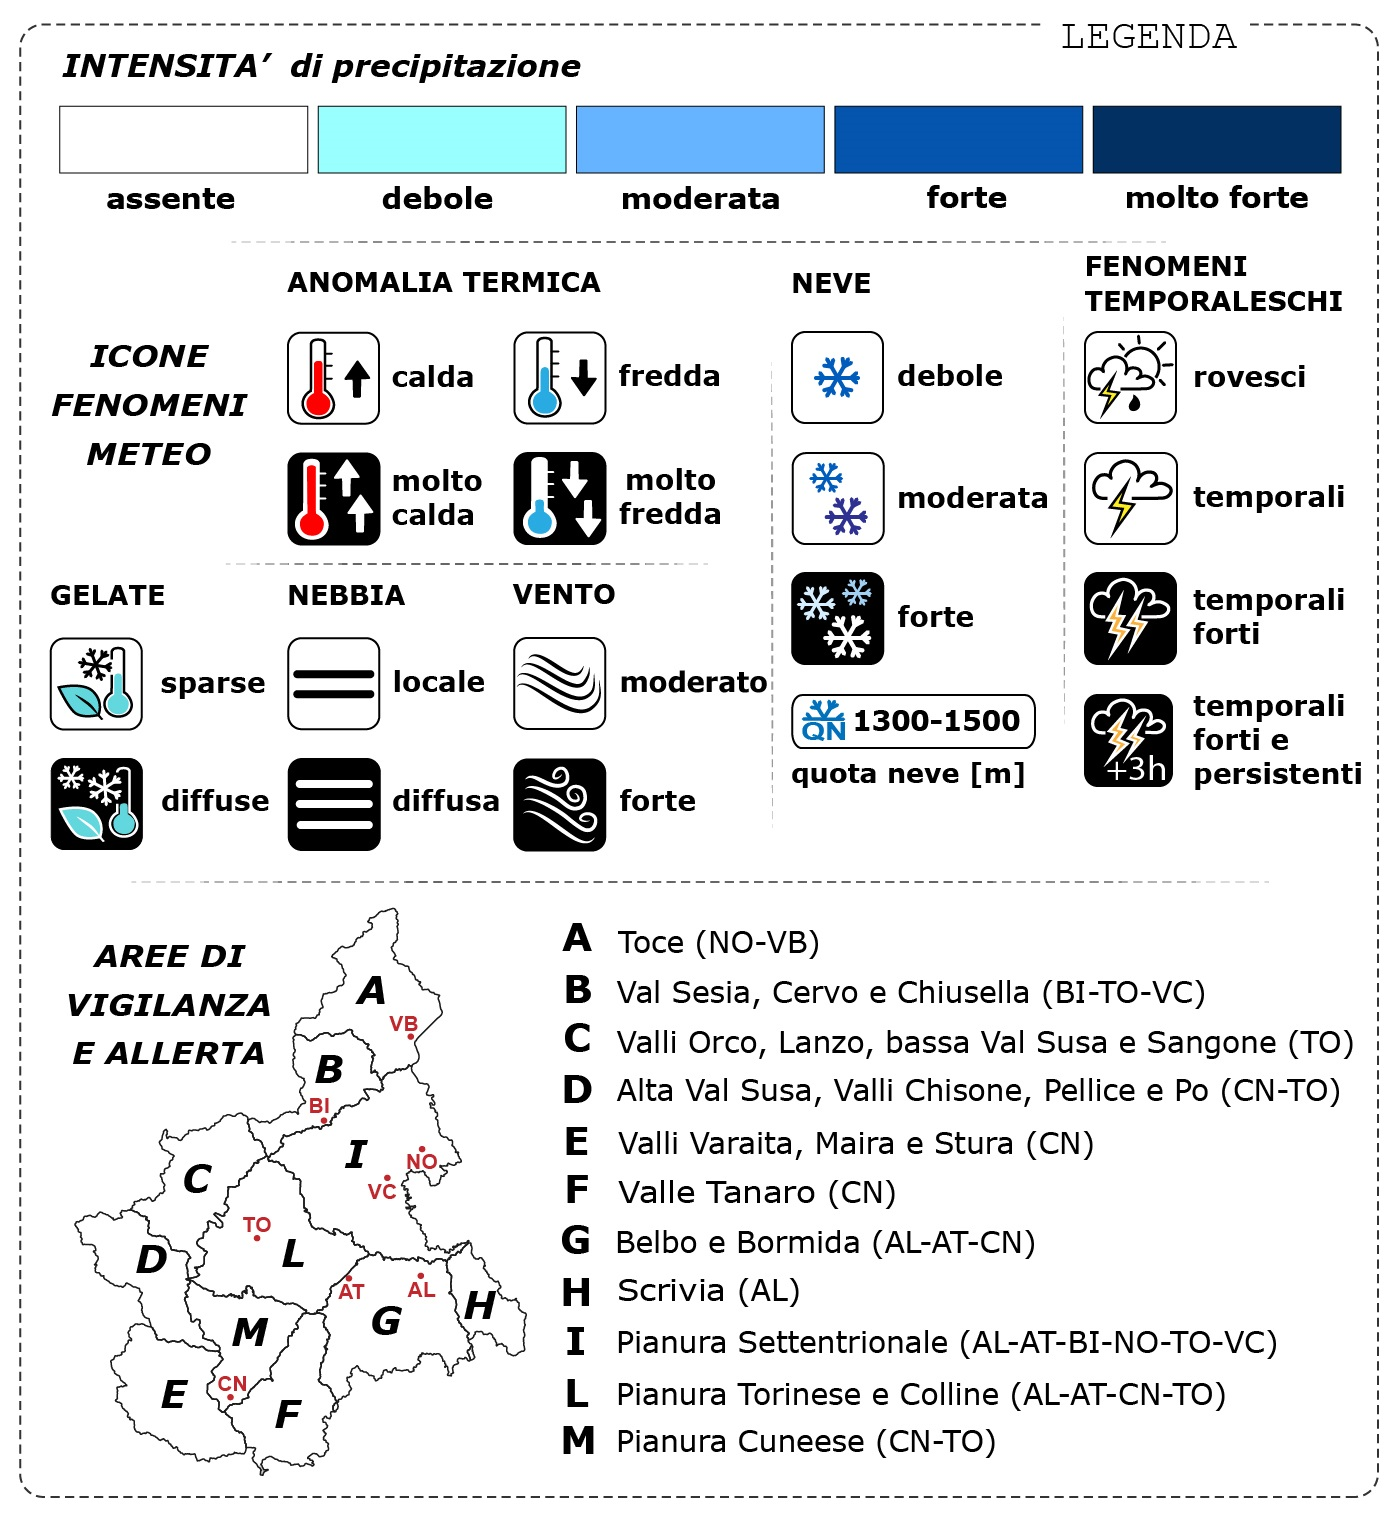 LEGENDA
INTENSITA’ di precipitazione
assente
debole
moderata
forte
molto forte
ICONE
FENOMENI
METEO
ANOMALIA TERMICA
calda
fredda
molto
calda
molto
fredda
NEVE
debole
moderata
forte
QN 1300-1500
quota neve [m]
FENOMENI
TEMPORALESCHI
rovesci
temporali
temporali
forti
+3h
temporali
forti e
persistenti
GELATE
sparse
diffuse
NEBBIA
locale
diffusa
VENTO
moderato
forte
AREE DI
VIGILANZA
E ALLERTA
A
VB
B
BI
I
NO
VC
C
TO
L
D
AT
AL
G
H
M
CN
E
F
A Toce (NO-VB)
B Val Sesia, Cervo e Chiusella (BI-TO-VC)
C Valli Orco, Lanzo, bassa Val Susa e Sangone (TO)
D Alta Val Susa, Valli Chisone, Pellice e Po (CN-TO)
E Valli Varaita, Maira e Stura (CN)
F Valle Tanaro (CN)
G Belbo e Bormida (AL-AT-CN)
H Scrivia (AL)
I Pianura Settentrionale (AL-AT-BI-NO-TO-VC)
L Pianura Torinese e Colline (AL-AT-CN-TO)
M Pianura Cuneese (CN-TO)